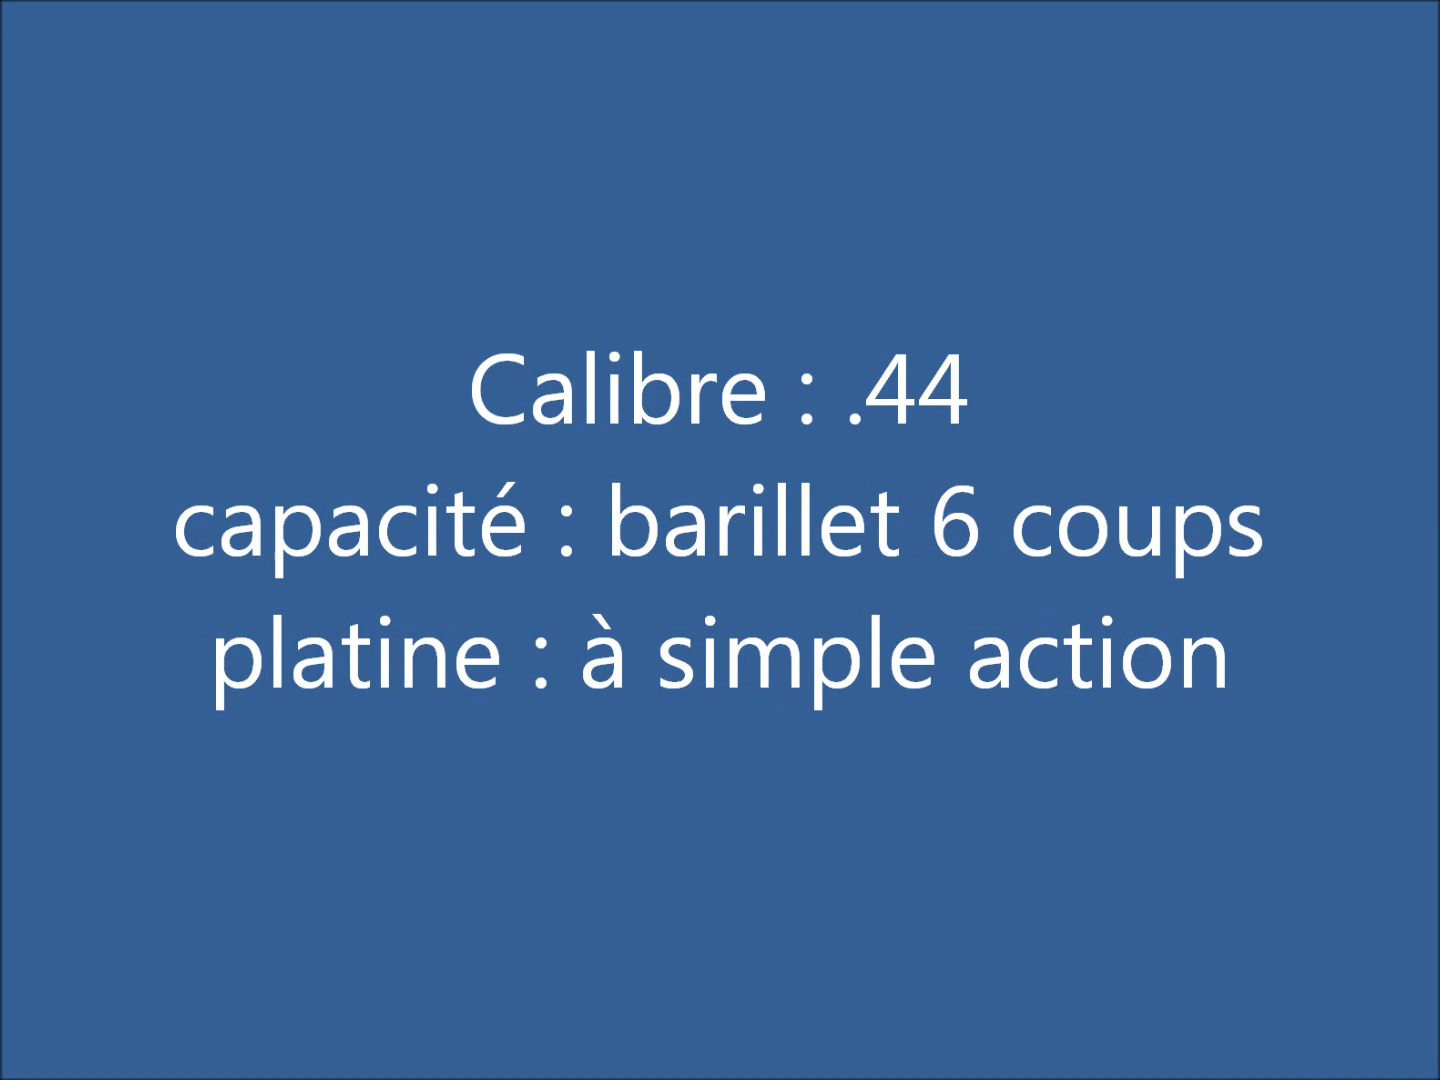 Calibre : .44
capacité : barillet 6 coups
platine : à simple action